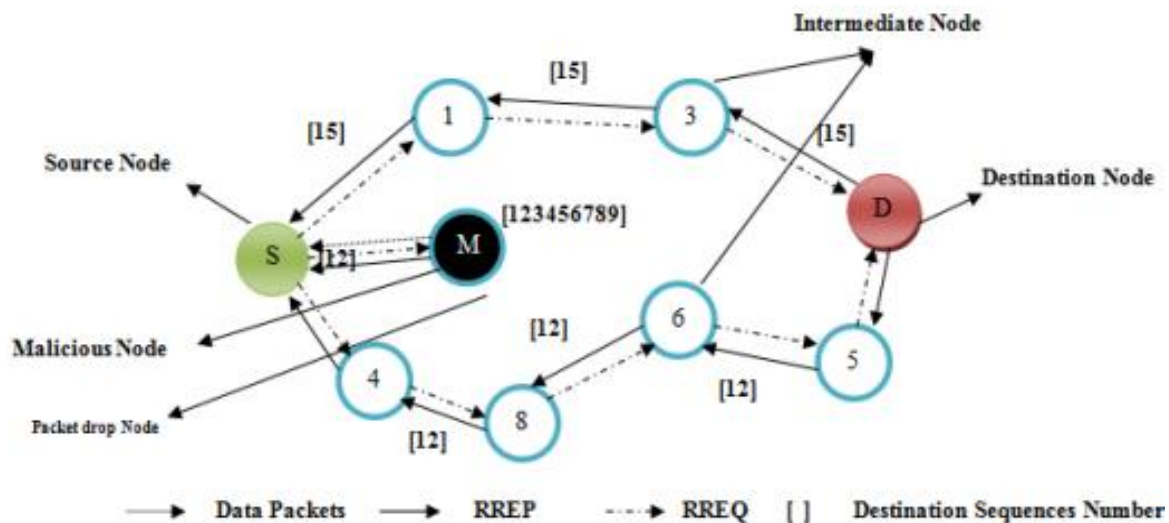 Intermediate Node
[15]
1
3
[15]
[15]
Source Node
Destination Node
D
[123456789]
M
S
[12]
6
Malicious Node
[12]
5
4
[12]
Packet drop Node
8
[12]
Data Packets RREP RREQ [ ] Destination Sequences Number